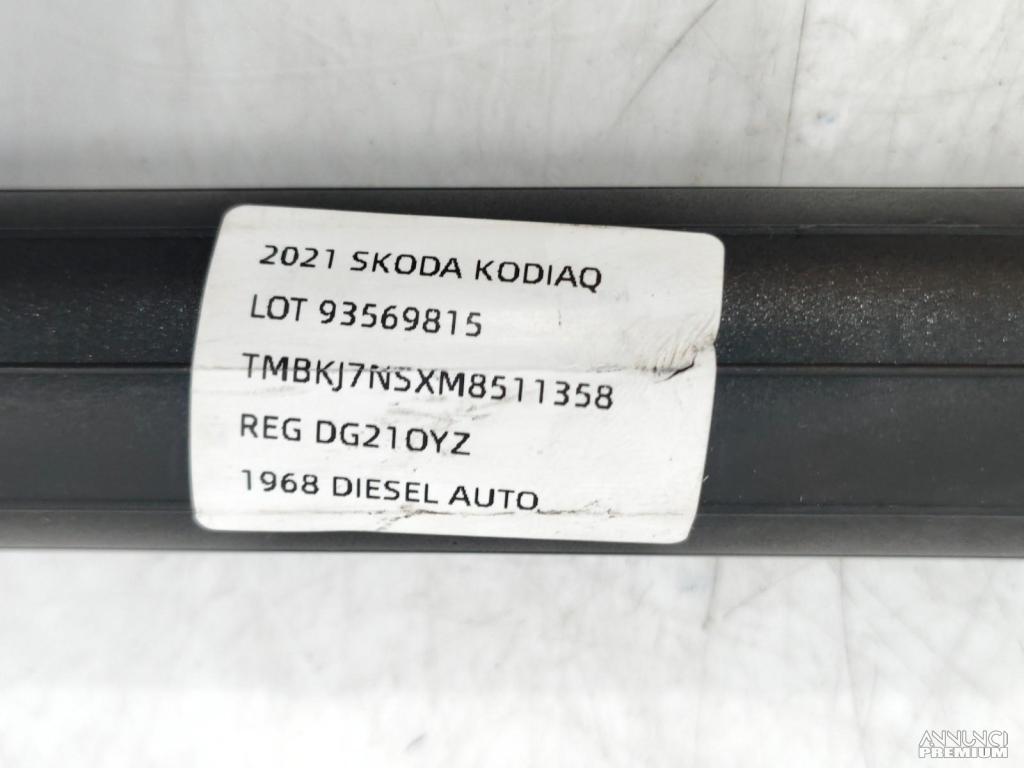 2021 SKODA KODIAQ
LOT 93569815
TMBKJ7NSXM8511358
REG DG21OYZ
1968 DIESEL AUTO
ANNUNCI
PREMIUM